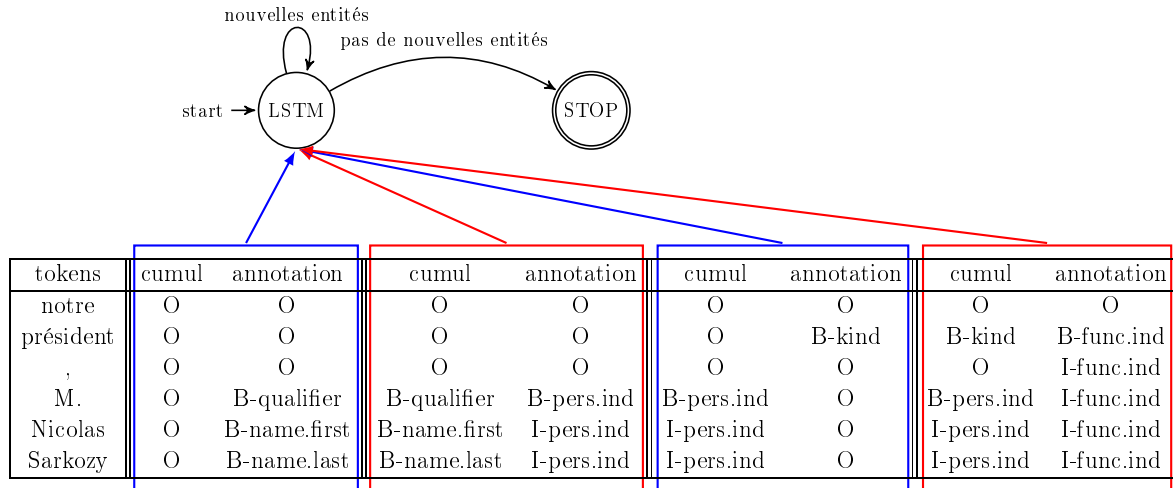 nouvelles entités
pas de nouvelles entités
start LSTM STOP
tokens cumul annotation cumul annotation cumul annotation cumul annotation
notre O O O O O O O O
président O O O O O B-kind B-kind B-func.ind
, O O O O O O O I-func.ind
M. O B-qualifier B-qualifier B-pers.ind B-pers.ind O B-pers.ind I-func.ind
Nicolas O B-name.first B-name.first I-pers.ind I-pers.ind O I-pers.ind I-func.ind
Sarkozy O B-name.last B-name.last I-pers.ind I-pers.ind O I-pers.ind I-func.ind